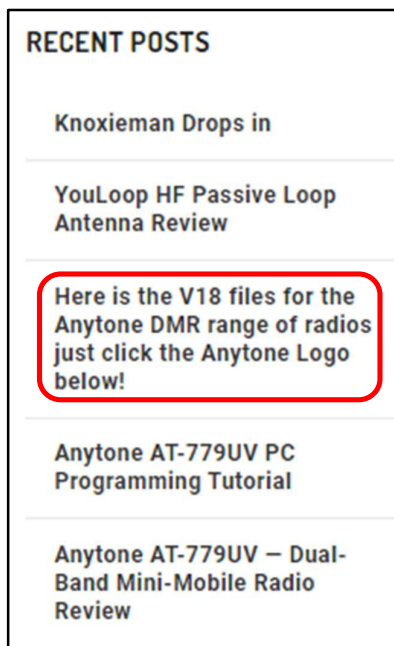 RECENT POSTS
Knoxieman Drops in
YouLoop HF Passive Loop
Antenna Review
Here is the V18 files for the
Anytone DMR range of radios
just click the Anytone Logo
below!
Anytone AT-779UV PC
Programming Tutorial
Anytone AT-779UV — Dual-
Band Mini-Mobile Radio
Review